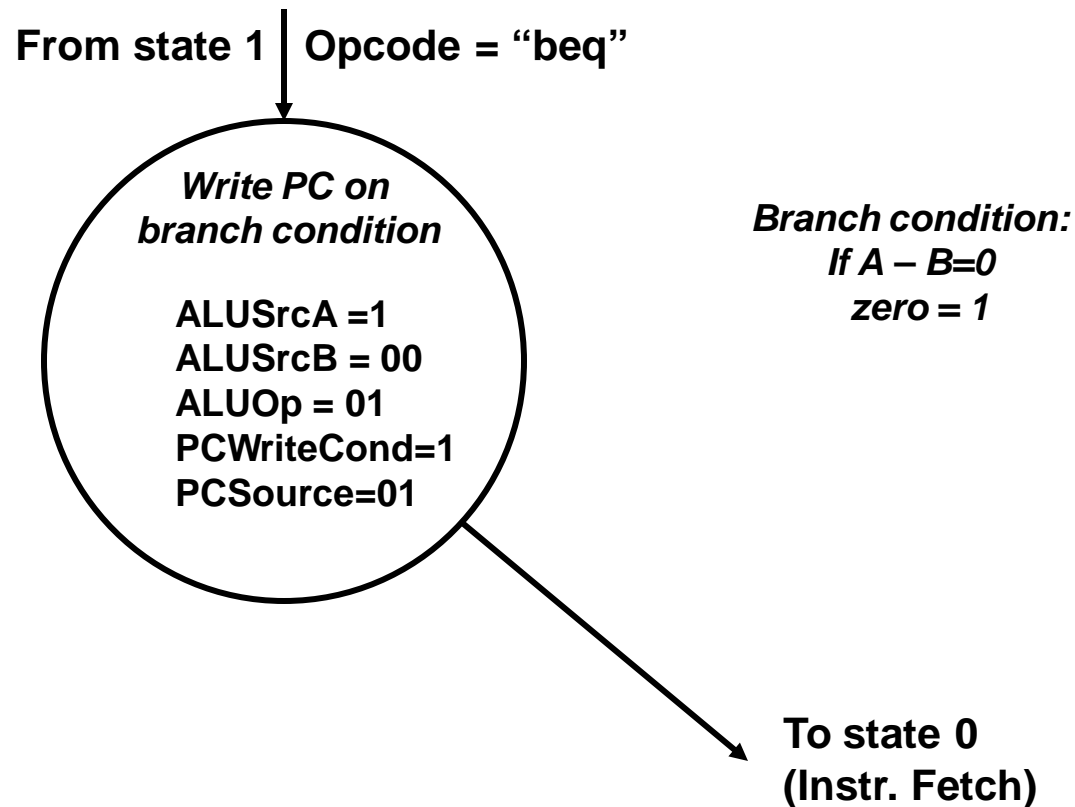 From state 1 Opcode = “beq”
Write PC on
branch condition
ALUSrcA =1
ALUSrcB = 00
ALUOp = 01
PCWriteCond=1
PCSource=01
Branch condition:
If A – B=0
zero = 1
To state 0
(Instr. Fetch)